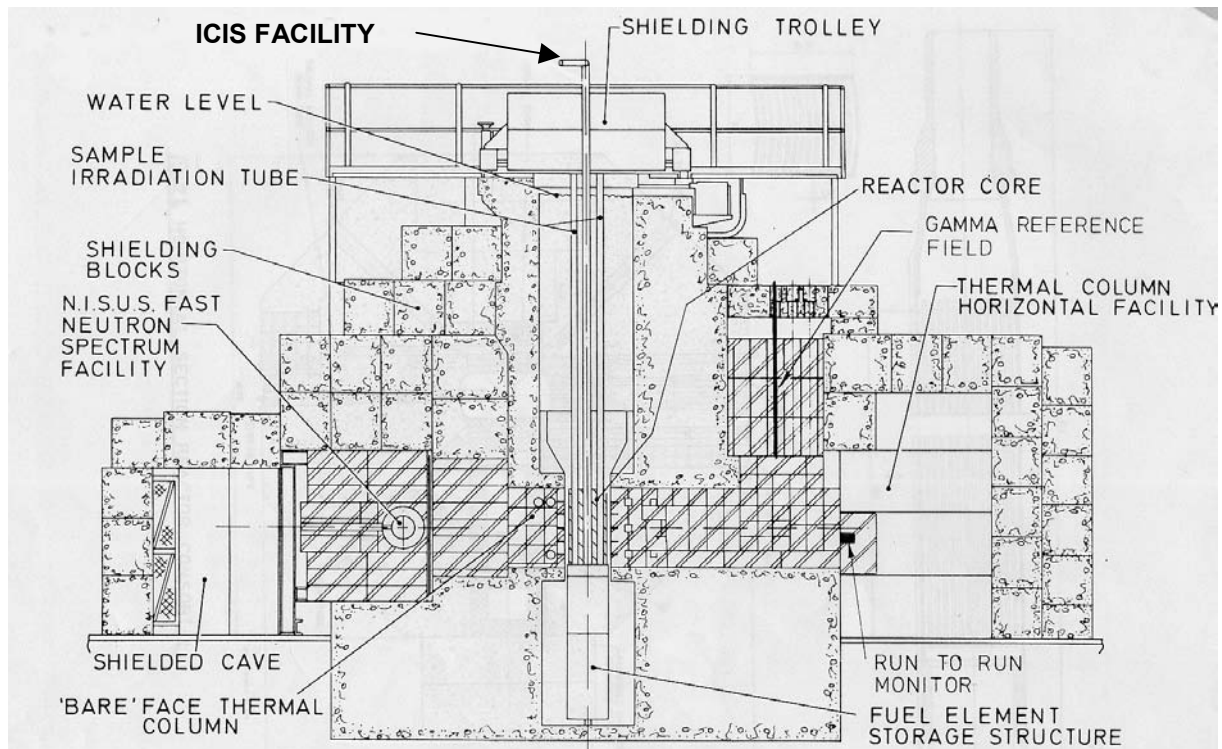 ICIS FACILITY
SHIELDING TROLLEY
WATER LEVEL
SAMPLE
IRRADIATION TUBE
REACTOR CORE
GAMMA REFERENCE
FIELD
SHIELDING
BLOCKS
THERMAL COLUMN
HORIZONTAL FACILITY
N.I.S.U.S. FAST
NEUTRON
SPECTRUM
FACILITY
SHIELDED CAVE
'BARE' FACE THERMAL
COLUMN
RUN TO RUN
MONITOR
FUEL ELEMENT
STORAGE STRUCTURE